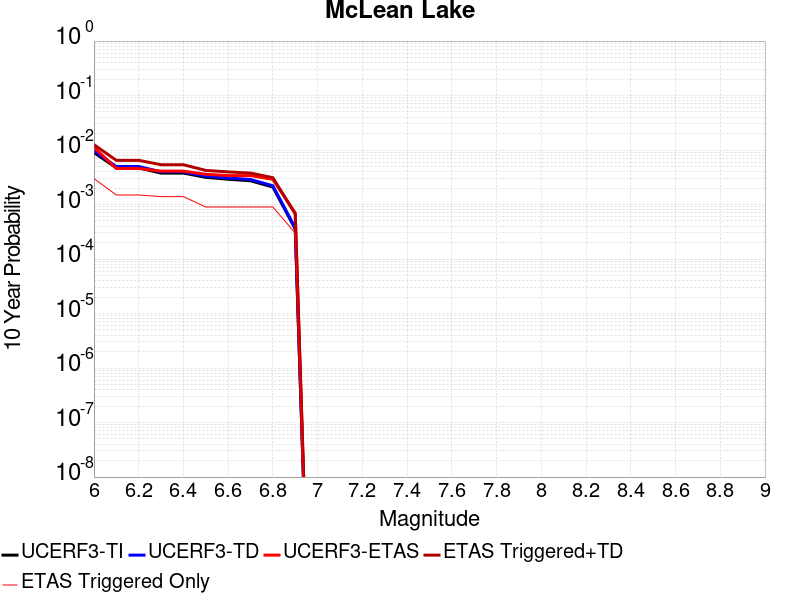 McLean Lake
10 0
10 -1
10 -2
10 -3
10 -4
10 -5
10 -6
10 -7
10 -8
10 Year Probability
6 6.2 6.4 6.6 6.8 7 7.2 7.4 7.6 7.8 8 8.2 8.4 8.6 8.8 9
Magnitude
UCERF3-TI UCERF3-TD UCERF3-ETAS ETAS Triggered+TD
ETAS Triggered Only